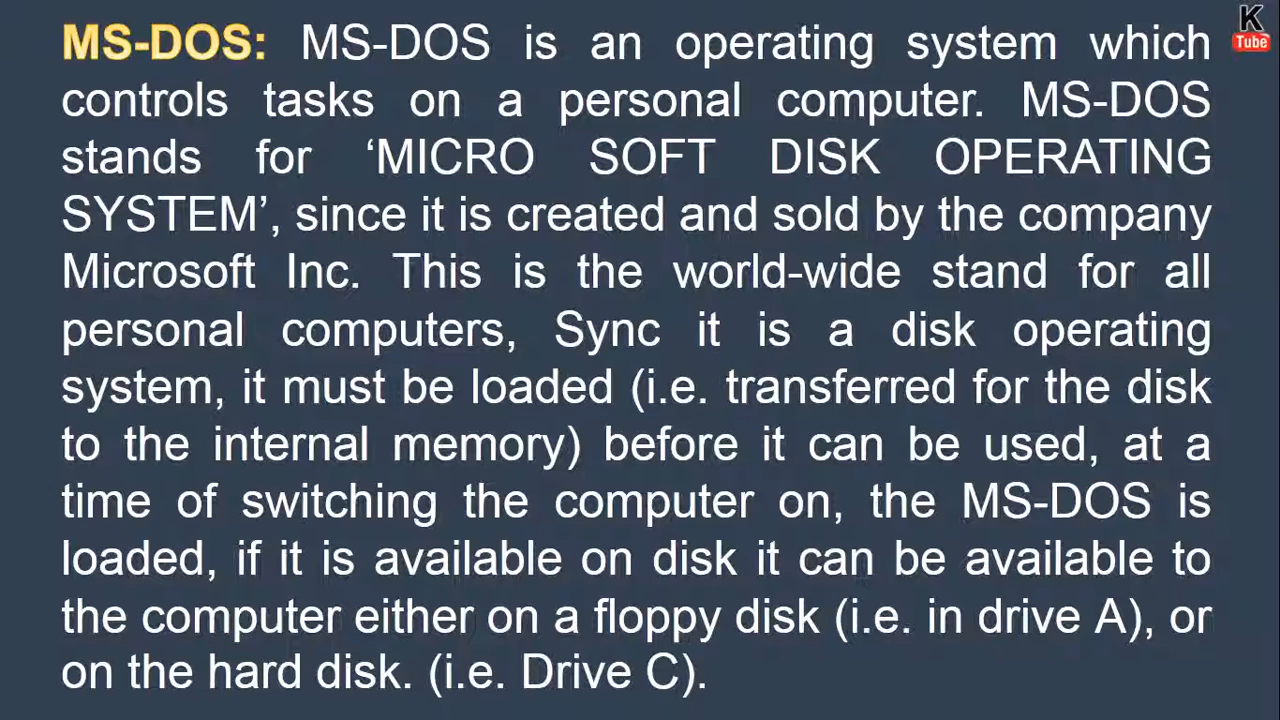 K
Tube
MS-DOS: MS-DOS is an operating system which
controls tasks on a personal computer. MS-DOS
stands for ‘MICRO SOFT DISK OPERATING
SYSTEM’, since it is created and sold by the company
Microsoft Inc. This is the world-wide stand for all
personal computers, Sync it is a disk operating
system, it must be loaded (i.e. transferred for the disk
to the internal memory) before it can be used, at a
time of switching the computer on, the MS-DOS is
loaded, if it is available on disk it can be available to
the computer either on a floppy disk (i.e. in drive A), or
on the hard disk. (i.e. Drive C).